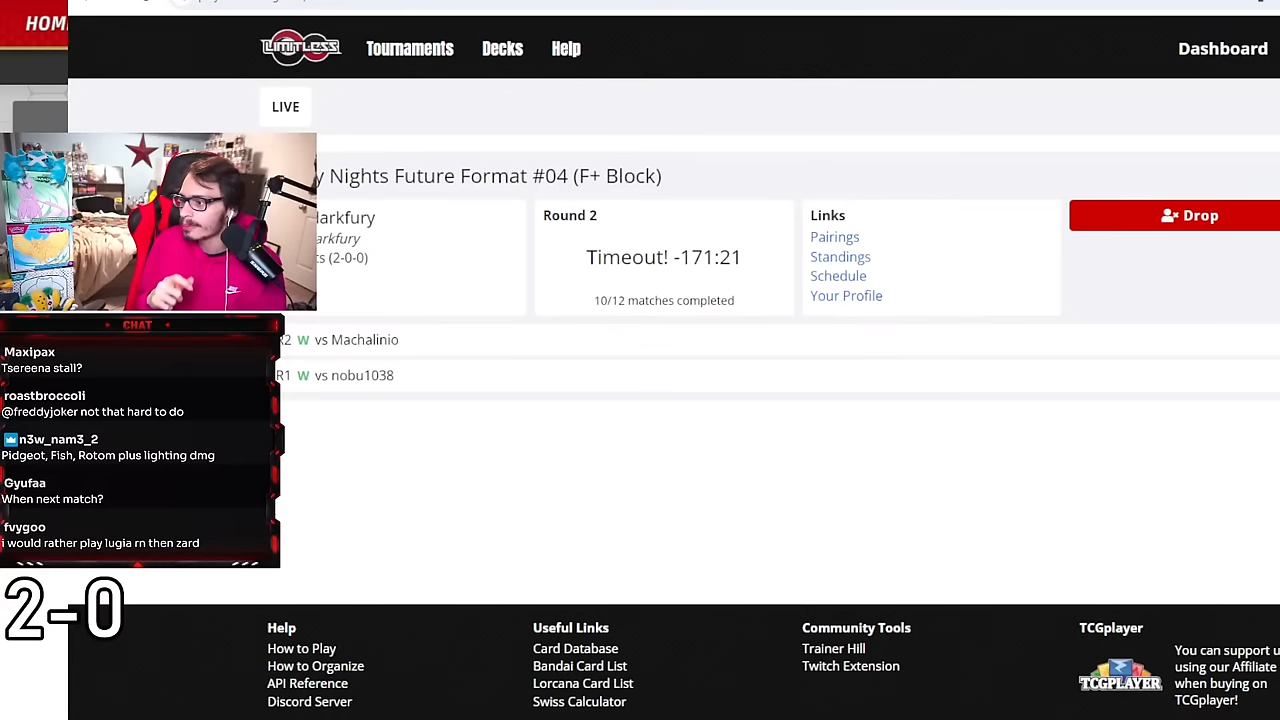 HOM
LIMITLESS
Tournaments
Decks
Help
Dashboard
LIVE
y Nights Future Format #04 (F+ Block)
arkfury
arkfury
ts (2-0-0)
Round 2
Timeout! -171:21
10/12 matches completed
Links
Pairings
Standings
Schedule
Your Profile
Drop
R2 W vs Machalinio
R1 W vs nobu1038
CHAT
Maxipax
Tsereena stall?
roastbroccoli
@freddyjoker not that hard to do
n3w_nam3_2
Pidgeot, Fish, Rotom plus lighting dmg
Gyufaa
When next match?
fvygoo
i would rather play lugia rn then zard
2-0
Help
How to Play
How to Organize
API Reference
Discord Server
Useful Links
Card Database
Bandai Card List
Lorcana Card List
Swiss Calculator
Community Tools
Trainer Hill
Twitch Extension
TCGplayer
TCGPLAYER
You can support u
using our Affiliate
when buying on
TCGplayer!